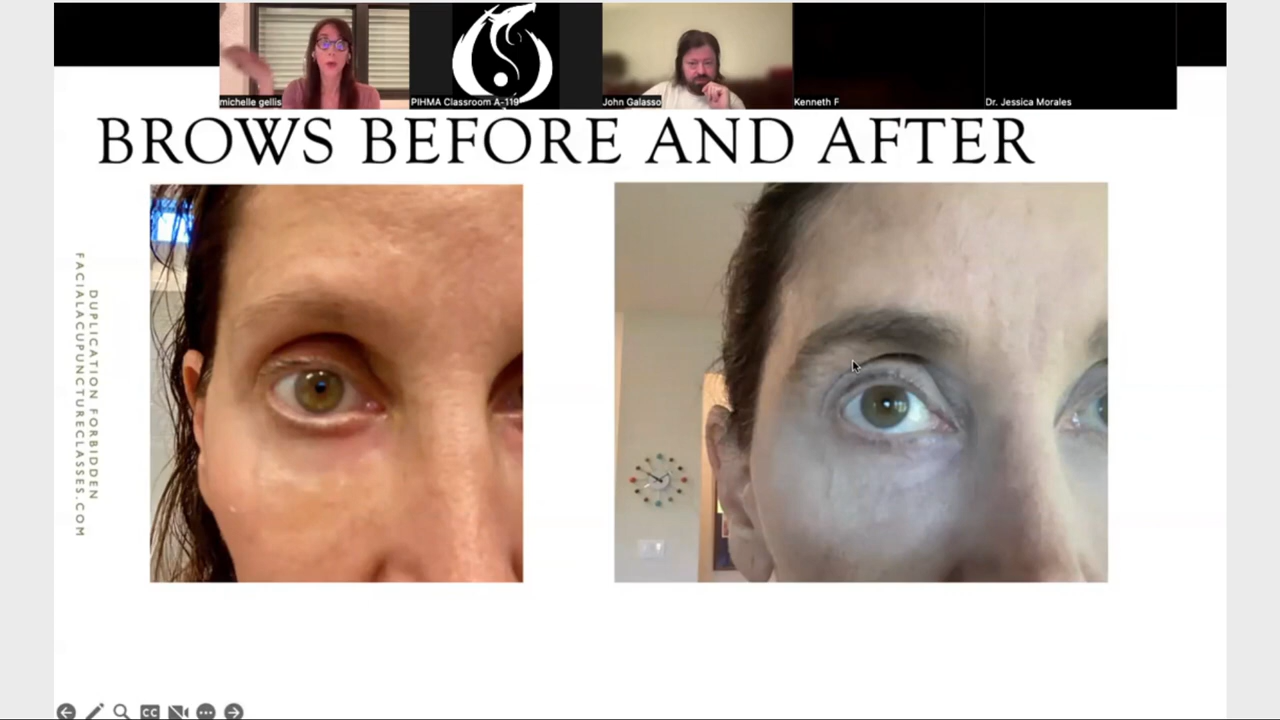 michelle gellis
PIHMA Classroom A-119
John Galasso
Kenneth F
Dr. Jessica Morales
BROWS BEFORE AND AFTER
DUPLICATION FORBIDDEN
FACIALACUPUNCTURECLASSES.COM
CC